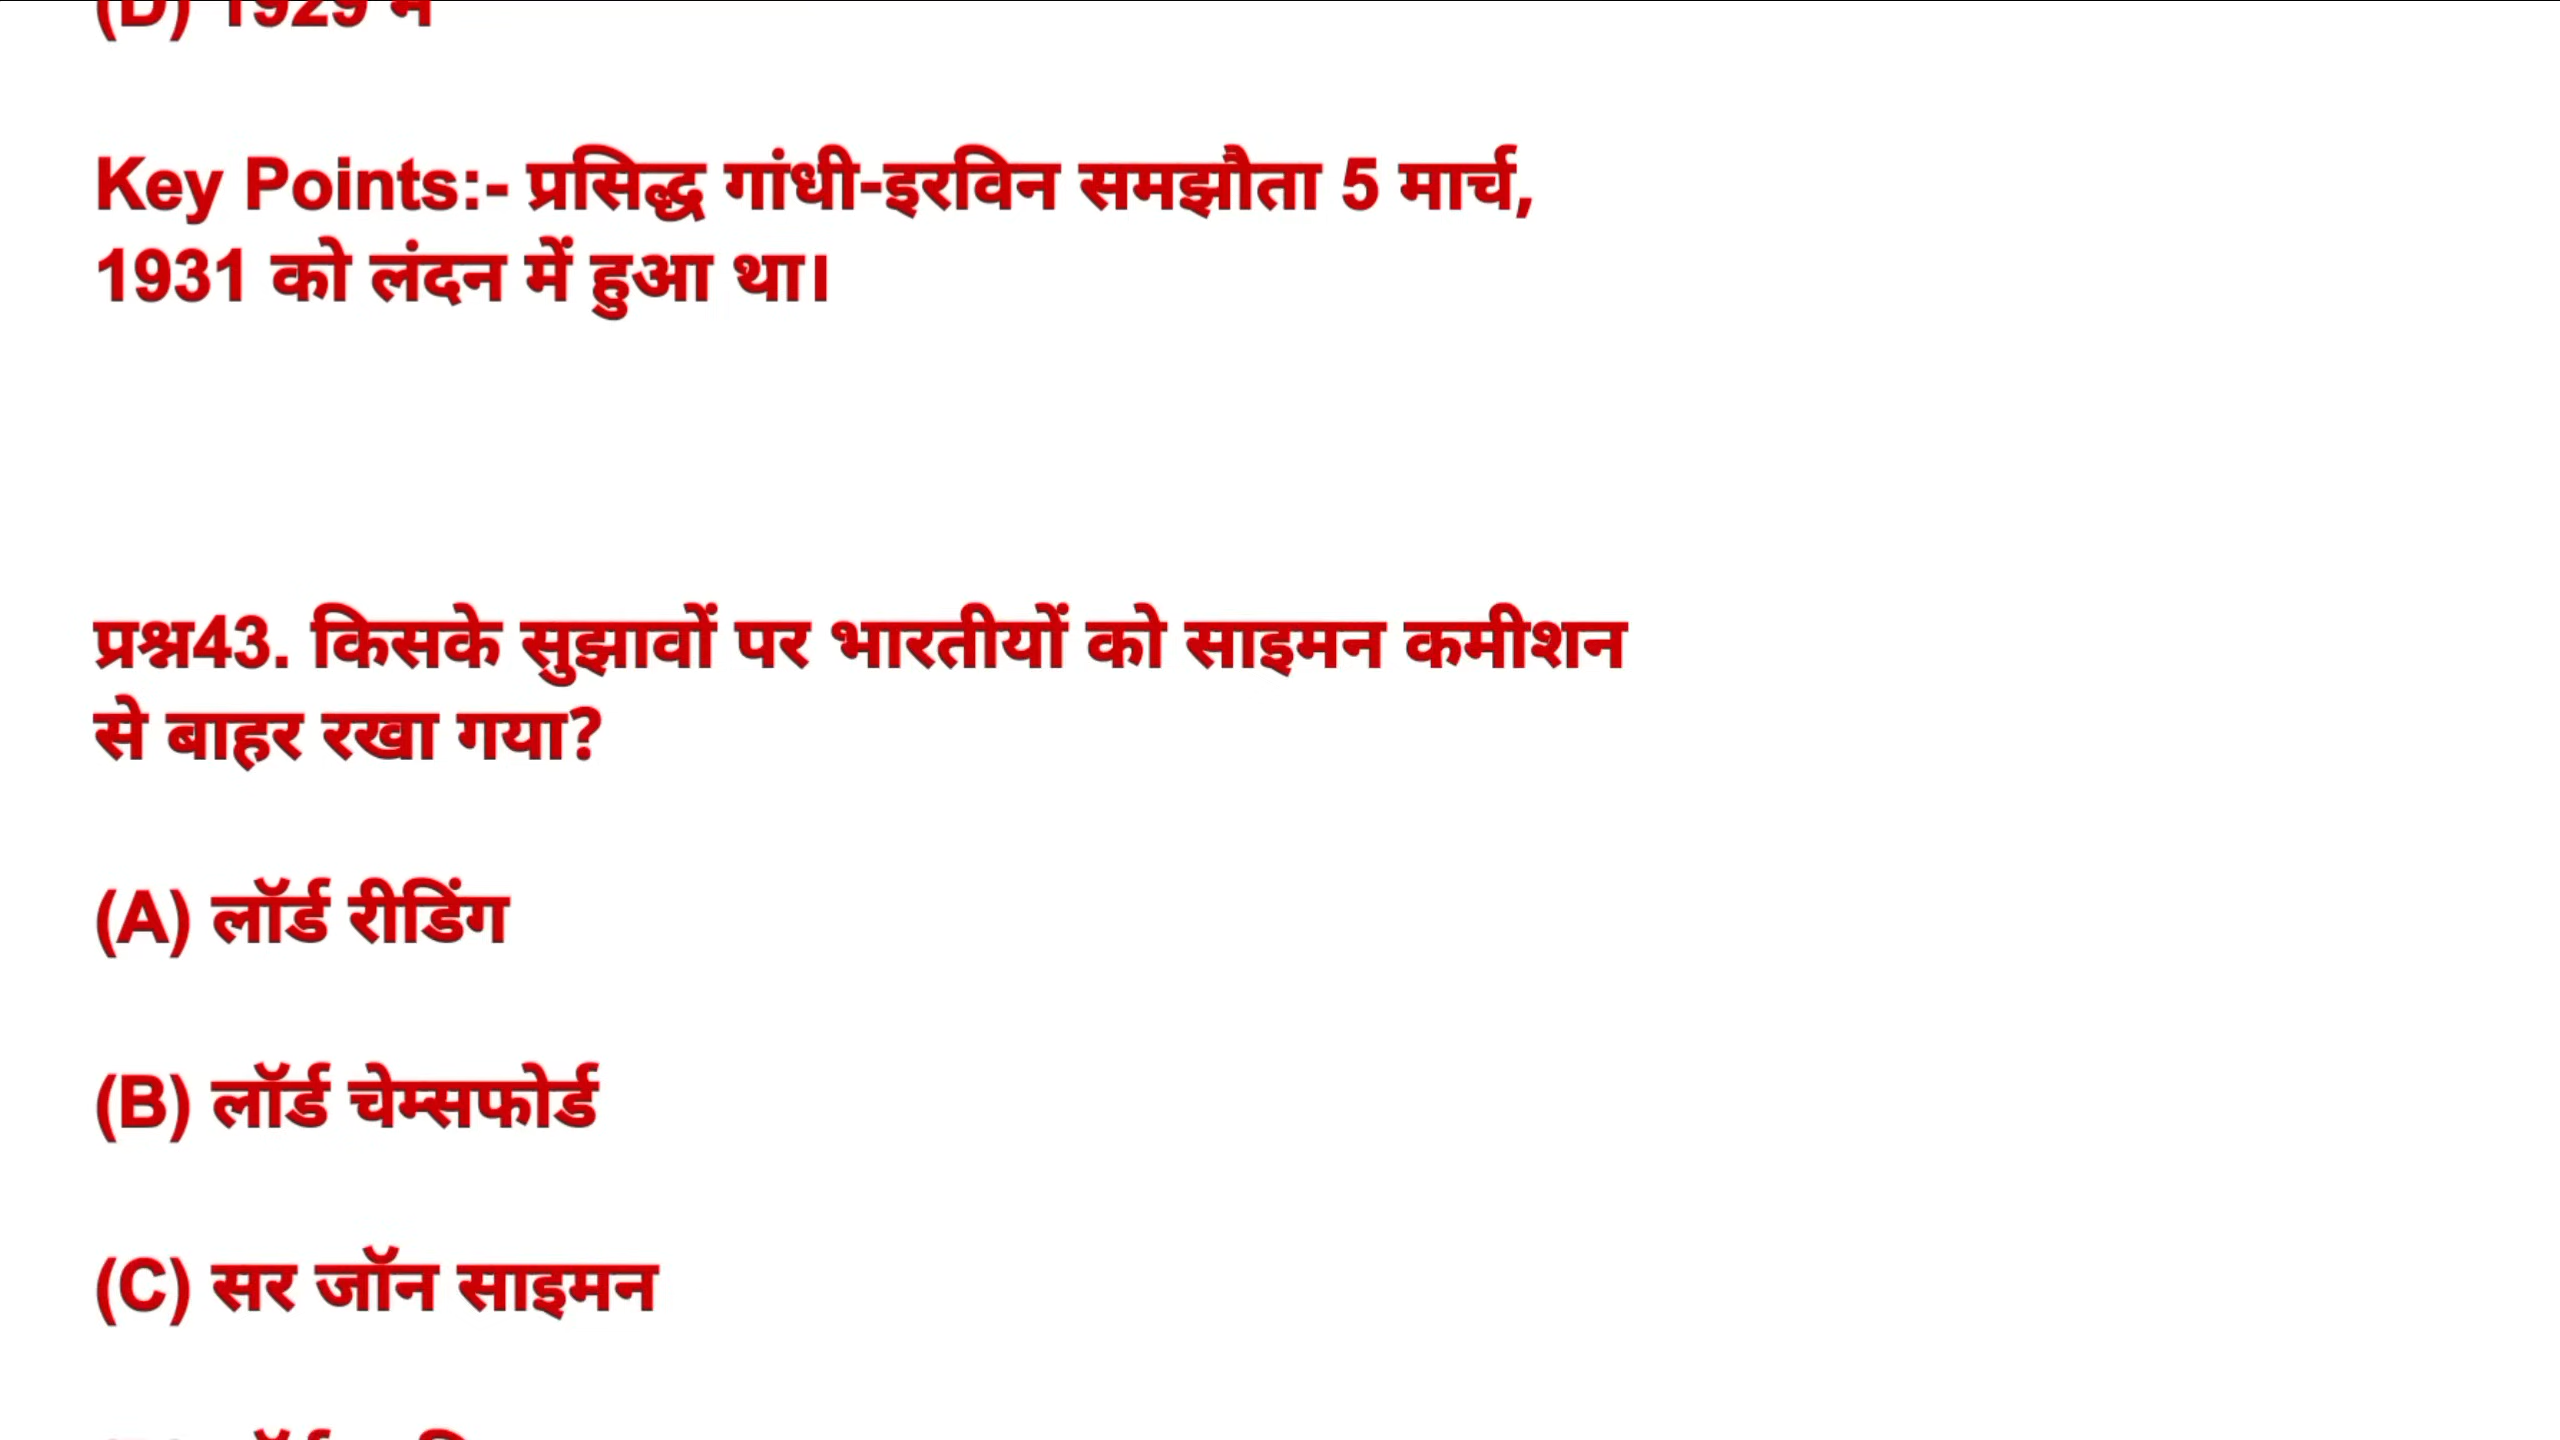 (D) 1929 में
Key Points:- प्रसिद्ध गांधी-इरविन समझौता 5 मार्च,
1931 को लंदन में हुआ था।
प्रश्न43. किसके सुझावों पर भारतीयों को साइमन कमीशन
से बाहर रखा गया?
(A) लॉर्ड रीडिंग
(B) लॉर्ड चेम्सफोर्ड
(C) सर जॉन साइमन